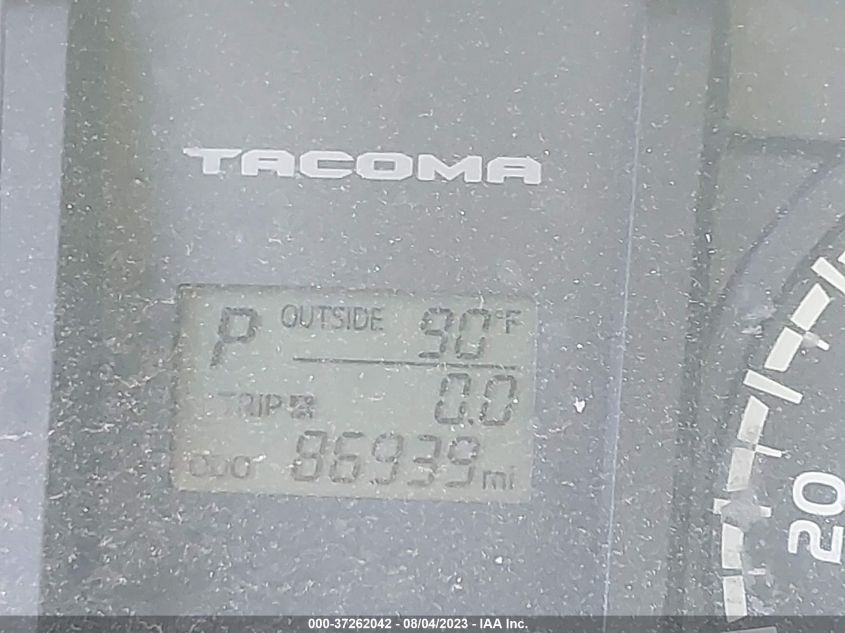 TACOMA
P OUTSIDE 90°F
TRIP 0.0
ODO 86939 mi
20
000-37262042 - 08/04/2023 - IAA Inc.